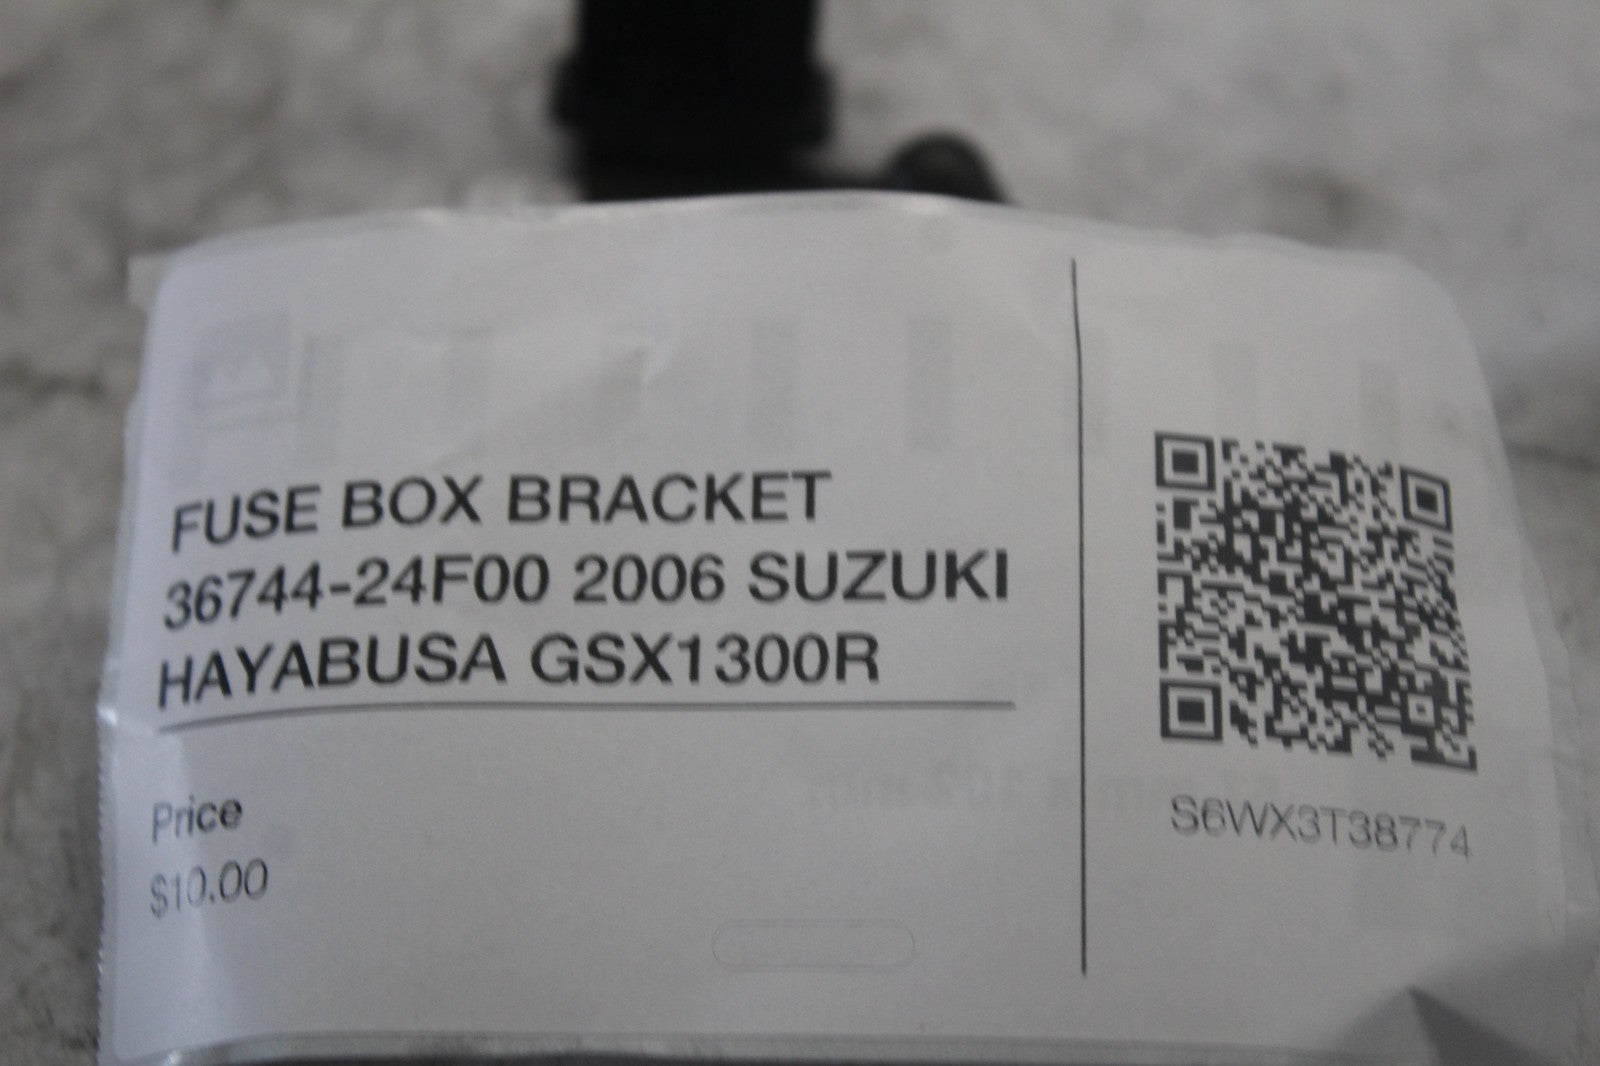 FUSE BOX BRACKET
36744-24F00 2006 SUZUKI
HAYABUSA GSX1300R
Price
$10.00
S6WX3T38774